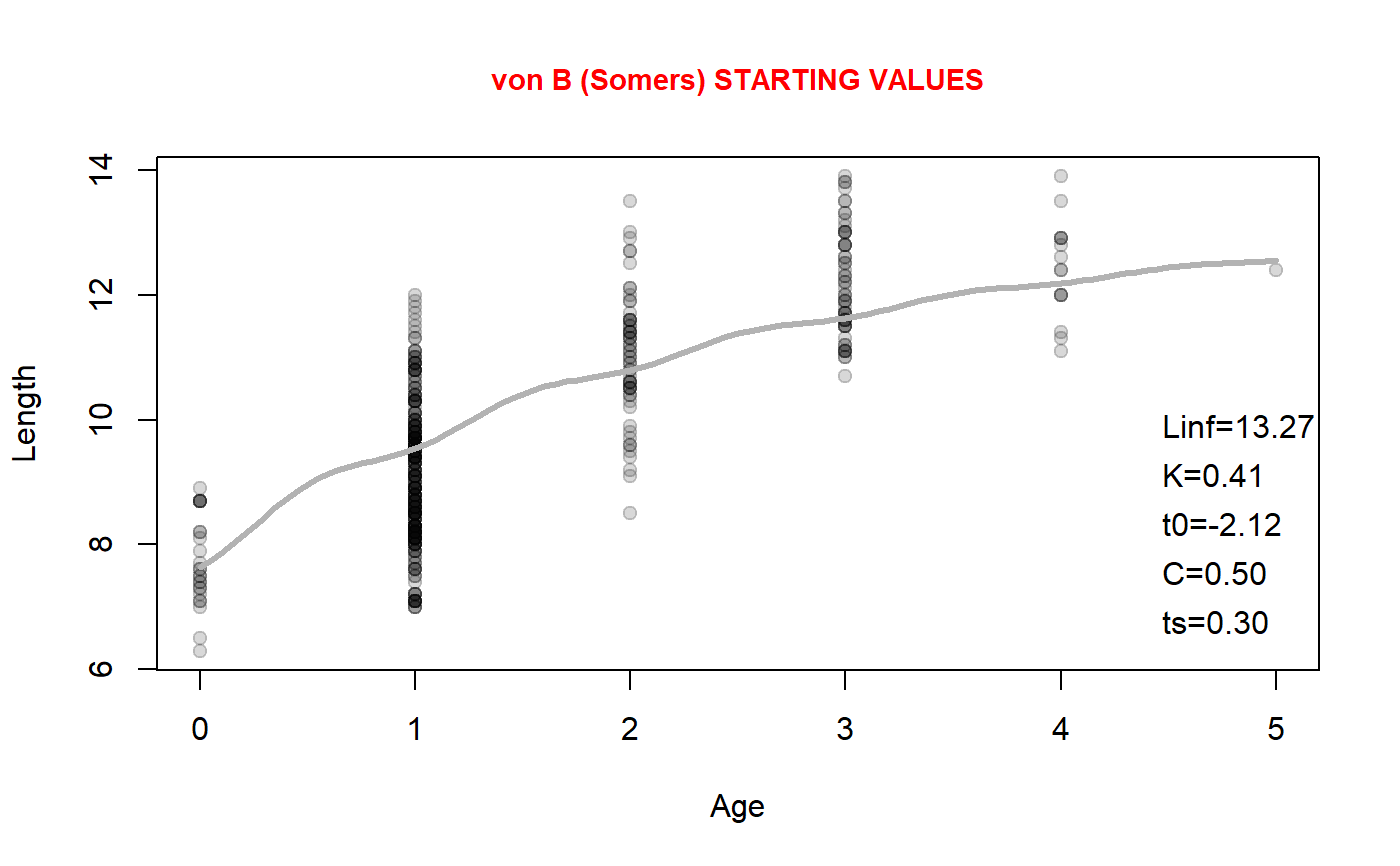 von B (Somers) STARTING VALUES
14
12
10
8
6
Length
Linf=13.27
K=0.41
t0=-2.12
C=0.50
ts=0.30
0 1 2 3 4 5
Age